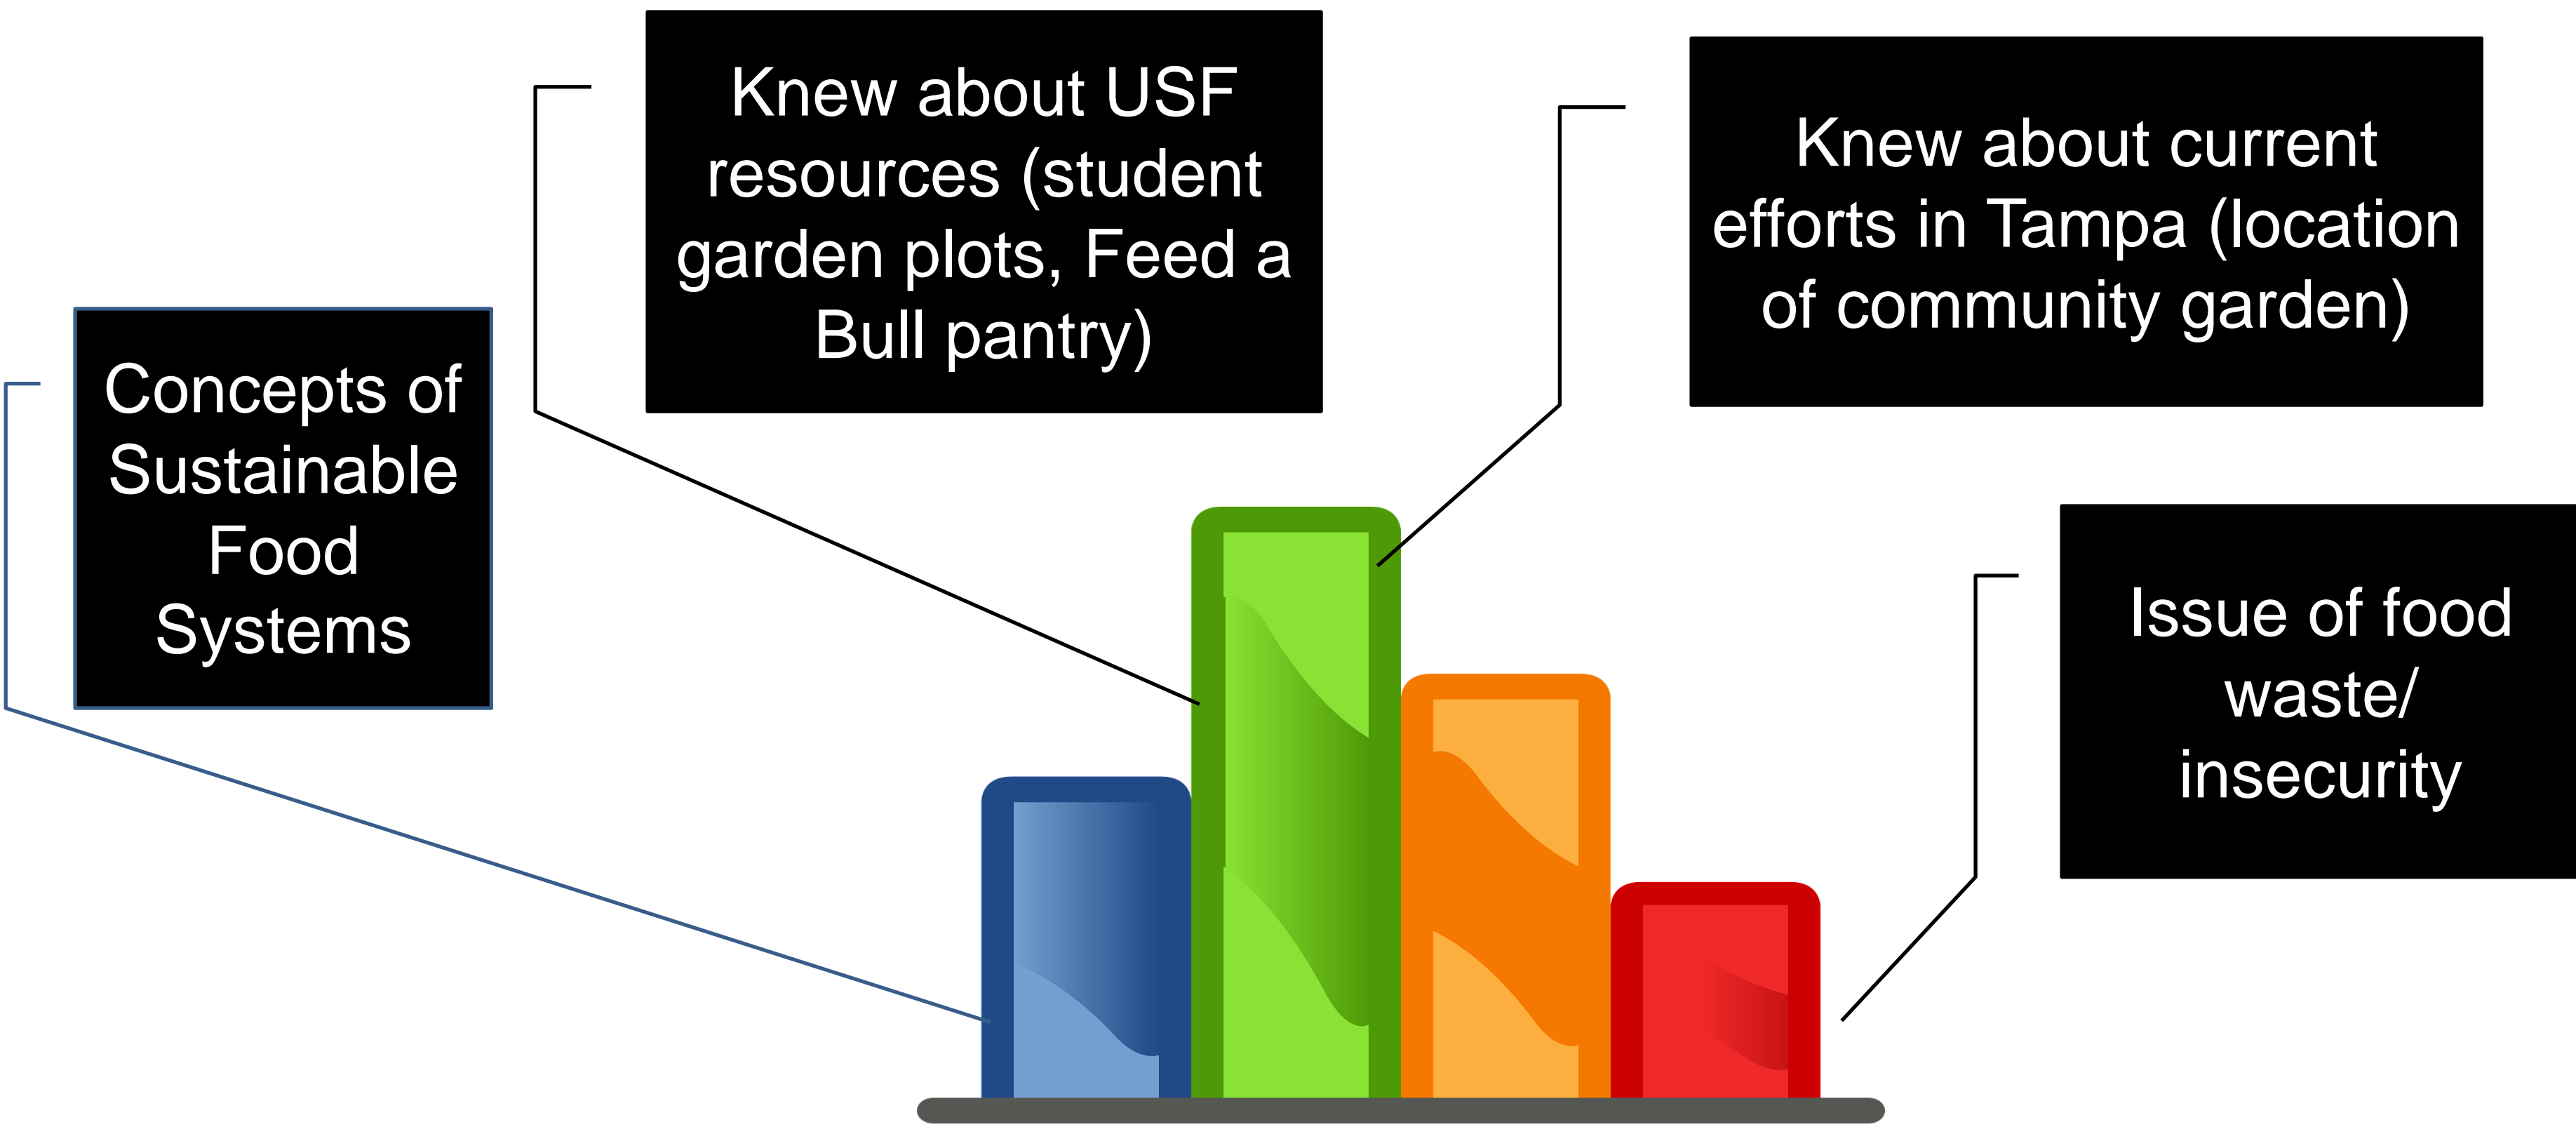 Concepts of
Sustainable
Food
Systems
Knew about USF
resources (student
garden plots, Feed a
Bull pantry)
Knew about current
efforts in Tampa (location
of community garden)
Issue of food
waste/
insecurity